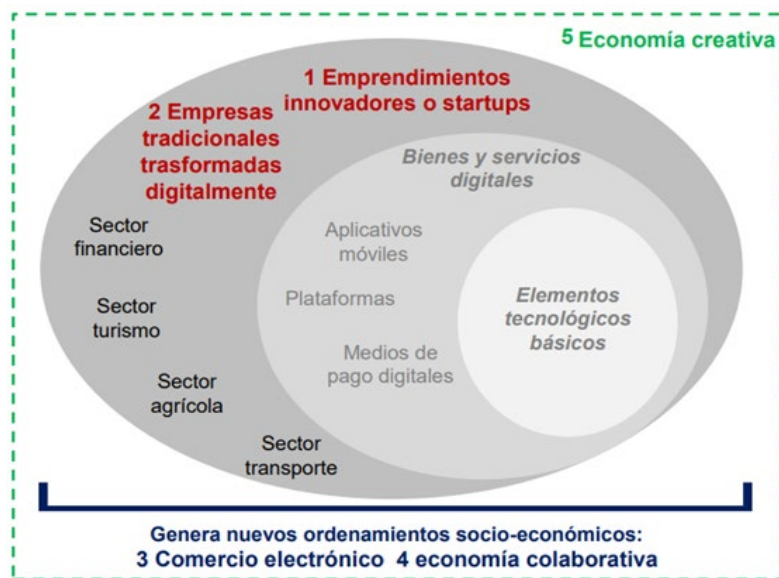 5 Economía creativa
1 Emprendimientos
innovadores o startups
2 Empresas
tradicionales
trasformadas
digitalmente
Bienes y servicios
digitales
Sector
financiero
Aplicativos
móviles
Sector
turismo
Plataformas
Elementos
tecnológicos
básicos
Medios de
pago digitales
Sector
agrícola
Sector
transporte
Genera nuevos ordenamientos socio-económicos:
3 Comercio electrónico 4 economía colaborativa